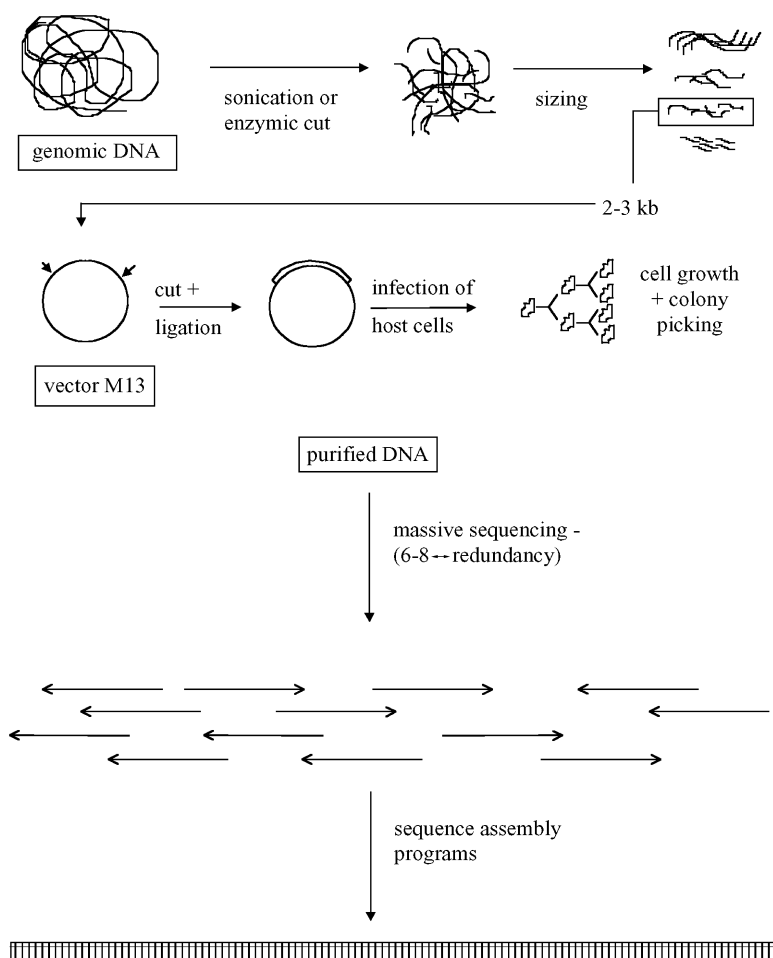 sonication or
enzymic cut
sizing
genomic DNA
2-3 kb
cut +
ligation
infection of
host cells
cell growth
+ colony
picking
vector M13
purified DNA
massive sequencing -
(6-8↔redundancy)
sequence assembly
programs